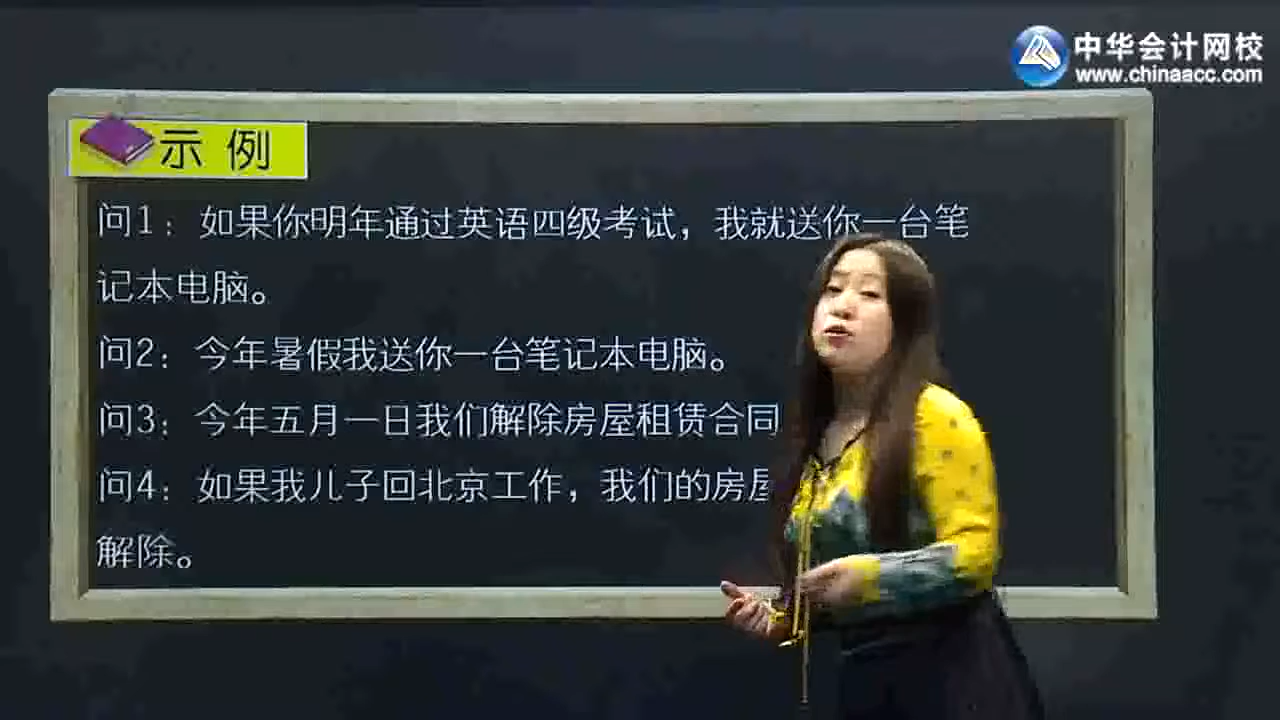 中华会计网校
www.chinaacc.com
示例
问1：如果你明年通过英语四级考试，我就送你一台笔
记本电脑。
问2：今年暑假我送你一台笔记本电脑。
问3：今年五月一日我们解除房屋租赁合同
问4：如果我儿子回北京工作，我们的房屋
解除。